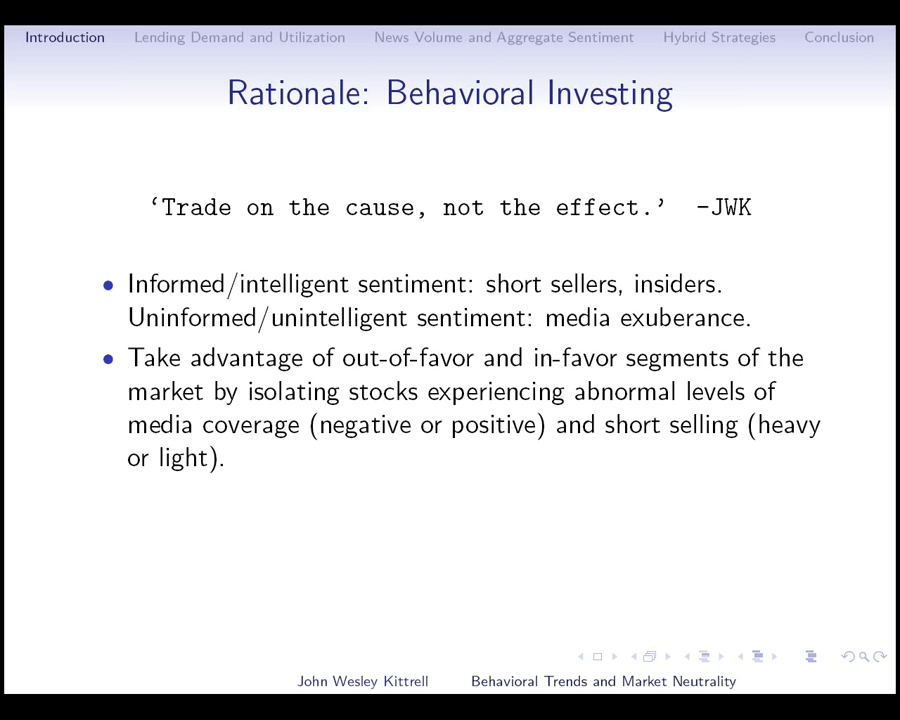 Introduction Lending Demand and Utilization News Volume and Aggregate Sentiment Hybrid Strategies Conclusion
Rationale: Behavioral Investing
‘Trade on the cause, not the effect.’ -JWK
• Informed/intelligent sentiment: short sellers, insiders.
Uninformed/unintelligent sentiment: media exuberance.
• Take advantage of out-of-favor and in-favor segments of the
market by isolating stocks experiencing abnormal levels of
media coverage (negative or positive) and short selling (heavy
or light).
John Wesley Kittrell Behavioral Trends and Market Neutrality